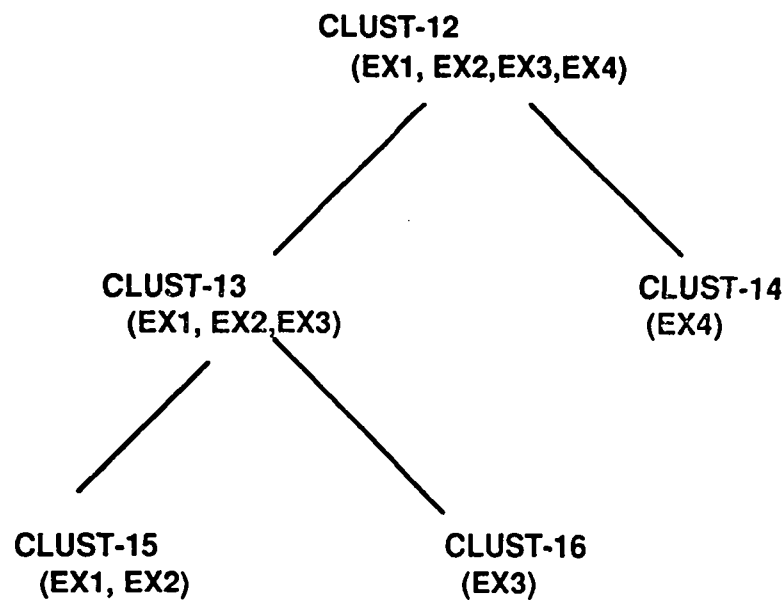 CLUST-12
(EX1, EX2,EX3,EX4)
CLUST-13
(EX1, EX2,EX3)
CLUST-14
(EX4)
CLUST-15
(EX1, EX2)
CLUST-16
(EX3)